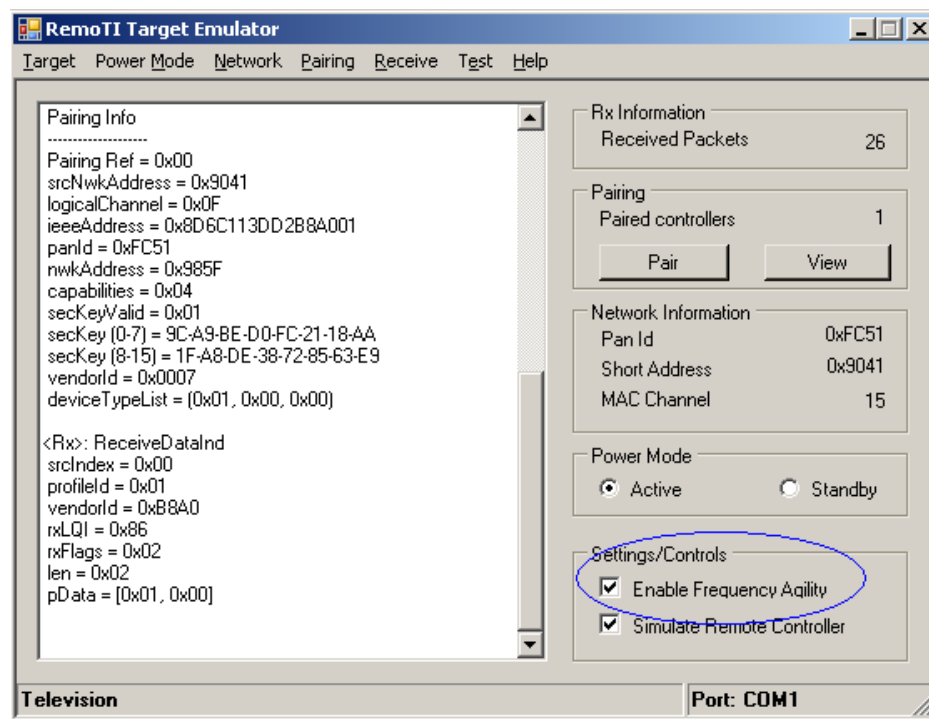 RemoTI Target Emulator
Target Power Mode Network Pairing Receive Test Help
Pairing Info
--------------------
Pairing Ref = 0x00
srcNwkAddress = 0x9041
logicalChannel = 0x0F
ieeeAddress = 0x8D6C113DD2B8A001
panId = 0xFC51
nwkAddress = 0x985F
capabilities = 0x04
secKeyValid = 0x01
secKey (0-7) = 9C-A9-BE-D0-FC-21-18-AA
secKey (8-15) = 1F-A8-DE-38-72-85-63-E9
vendorId = 0x0007
deviceTypeList = (0x01, 0x00, 0x00)
<Rx>: ReceiveDataInd
srcIndex = 0x00
profileId = 0x01
vendorId = 0xB8A0
rxLQI = 0x86
rxFlags = 0x02
len = 0x02
pData = [0x01, 0x00]
Rx Information
Received Packets 26
Pairing
Paired controllers 1
Pair View
Network Information
Pan Id 0xFC51
Short Address 0x9041
MAC Channel 15
Power Mode
Active Standby
Settings/Controls
Enable Frequency Agility
Simulate Remote Controller
Television Port: COM1